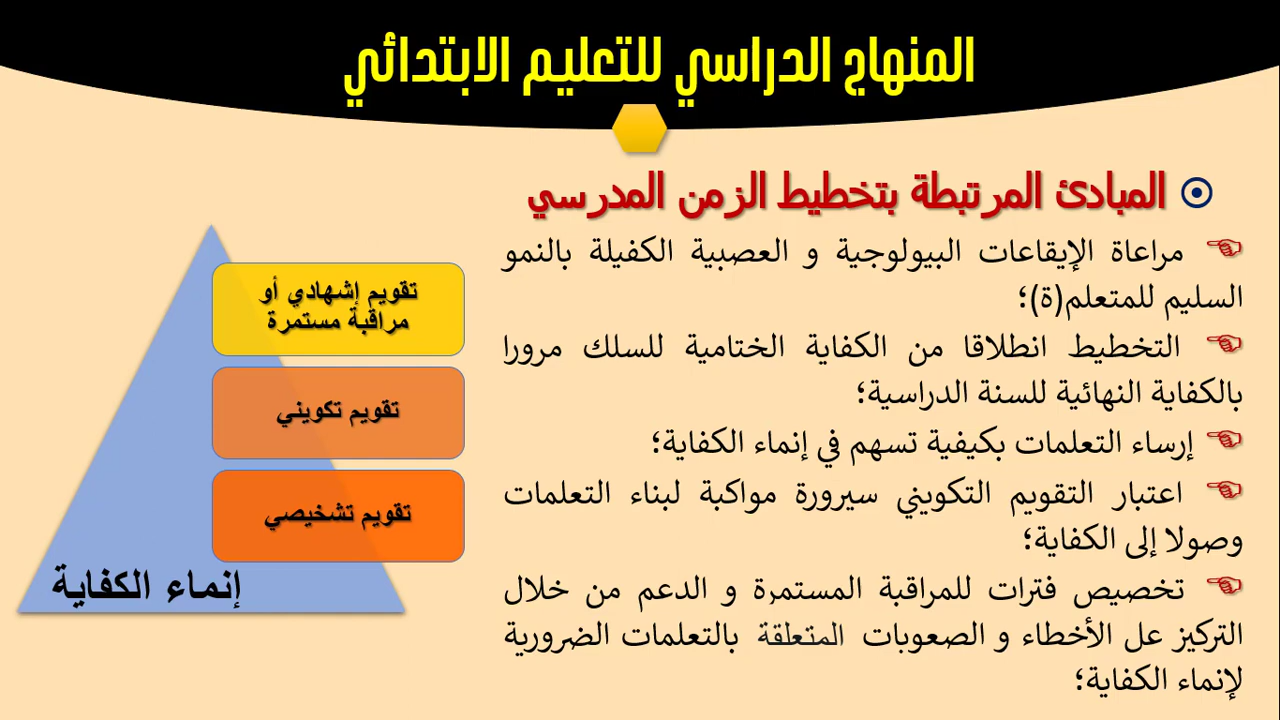 المنهاج الدراسي للتعليم الابتدائي
المبادئ المرتبطة بتخطيط الزمن المدرسي
مراعاة الإيقاعات البيولوجية و العصبية الكفيلة بالنمو
السليم للمتعلم(ة)؛
التخطيط انطلاقا من الكفاية الختامية للسلك مرورا
بالكفاية النهائية للسنة الدراسية؛
إرساء التعلمات بكيفية تسهم في إنماء الكفاية؛
اعتبار التقويم التكويني سيرورة مواكبة لبناء التعلمات
وصولا إلى الكفاية؛
تخصيص فترات للمراقبة المستمرة و الدعم من خلال
التركيز عل الأخطاء و الصعوبات المتعلقة بالتعلمات الضرورية
لإنماء الكفاية؛
تقويم إشهادي أو
مراقبة مستمرة
تقويم تكويني
تقويم تشخيصي
إنماء الكفاية